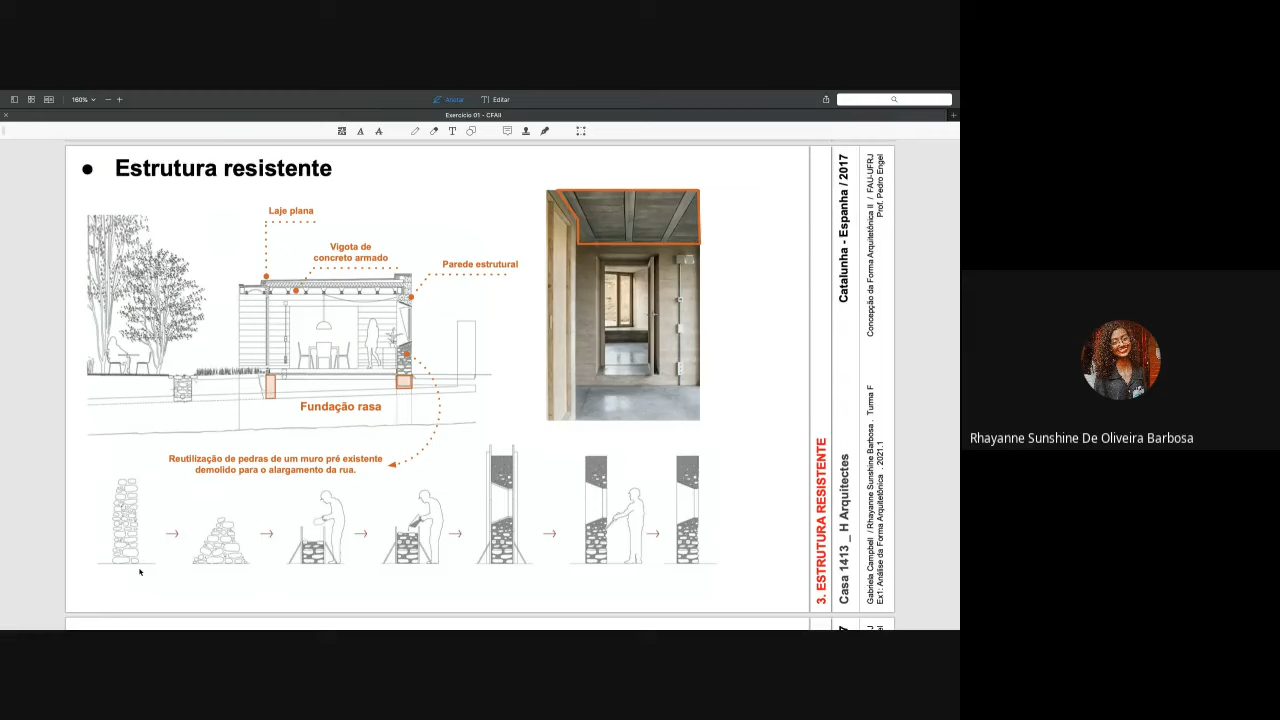 160%
Anotar
Editar
Exercício 01 - CFAII
● Estrutura resistente
Laje plana
Vigota de
concreto armado
Parede estrutural
Fundação rasa
Reutilização de pedras de um muro pré existente
demolido para o alargamento da rua.
3. ESTRUTURA RESISTENTE
Casa 1413 _ H Arquitectes
Catalunha - Espanha / 2017
Gabriela Campbell / Rhayanne Sunshine Barbosa . Turma F
Ex1: Análise da Forma Arquitetônica . 2021.1
Concepção da Forma Arquitetônica II / FAU-UFRJ
Prof. Pedro Engel
Rhayanne Sunshine De Oliveira Barbosa